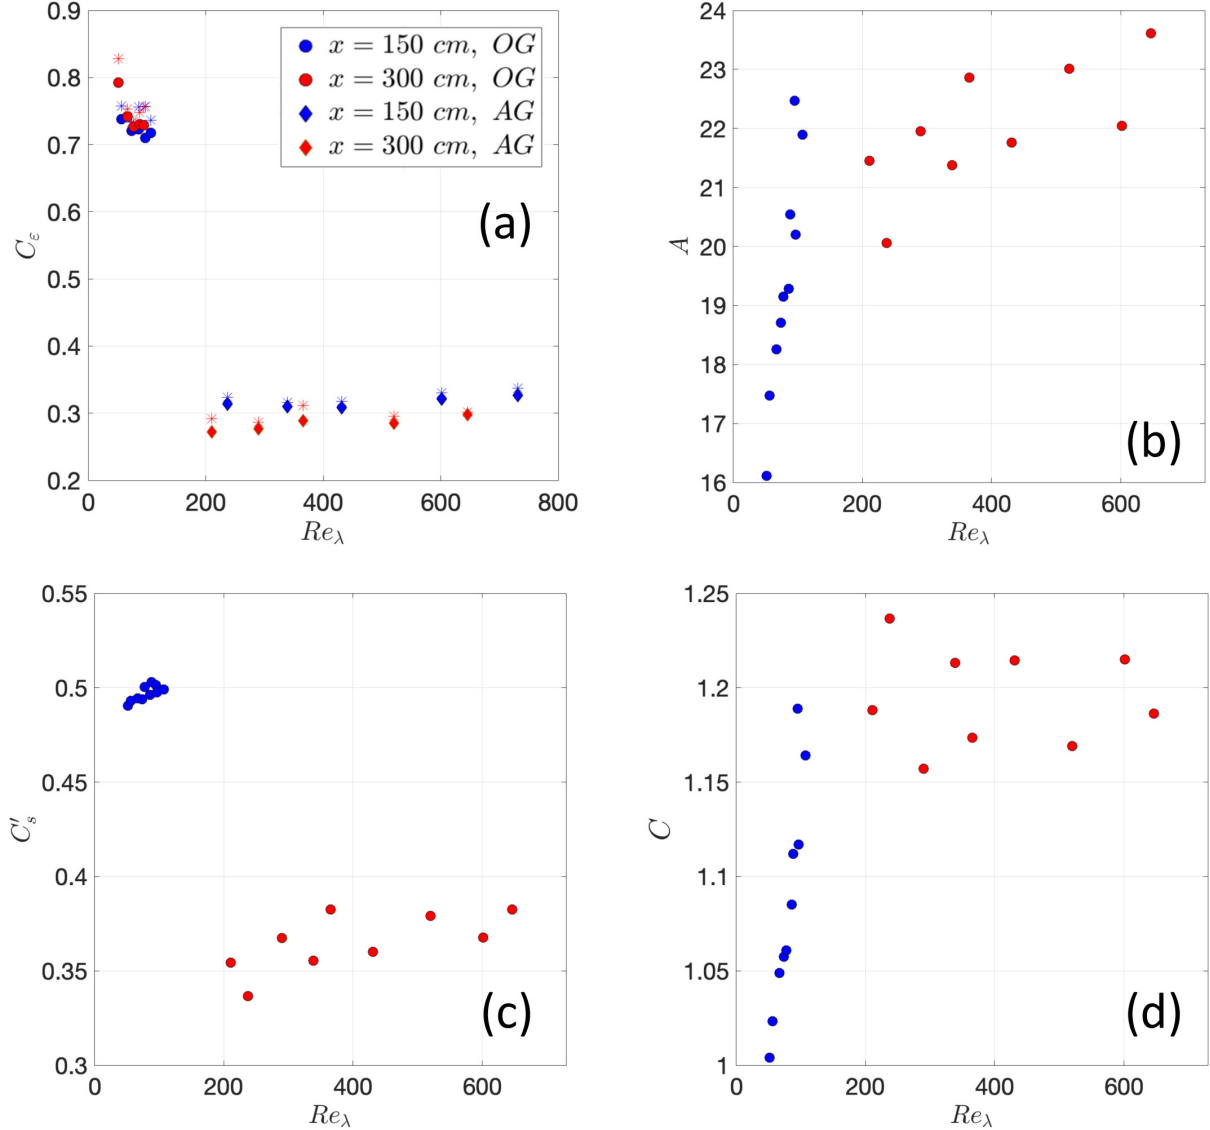 0.9
0.8
0.7
0.6
0.5
0.4
0.3
0.2
0 200 400 600 800
Cε
Reλ
x = 150 cm, OG
x = 300 cm, OG
x = 150 cm, AG
x = 300 cm, AG
(a)
24
23
22
21
20
19
18
17
16
0 200 400 600
A
Reλ
(b)
0.55
0.5
0.45
0.4
0.35
0.3
0 200 400 600
C′s
Reλ
(c)
1.25
1.2
1.15
1.1
1.05
1
0 200 400 600
C
Reλ
(d)